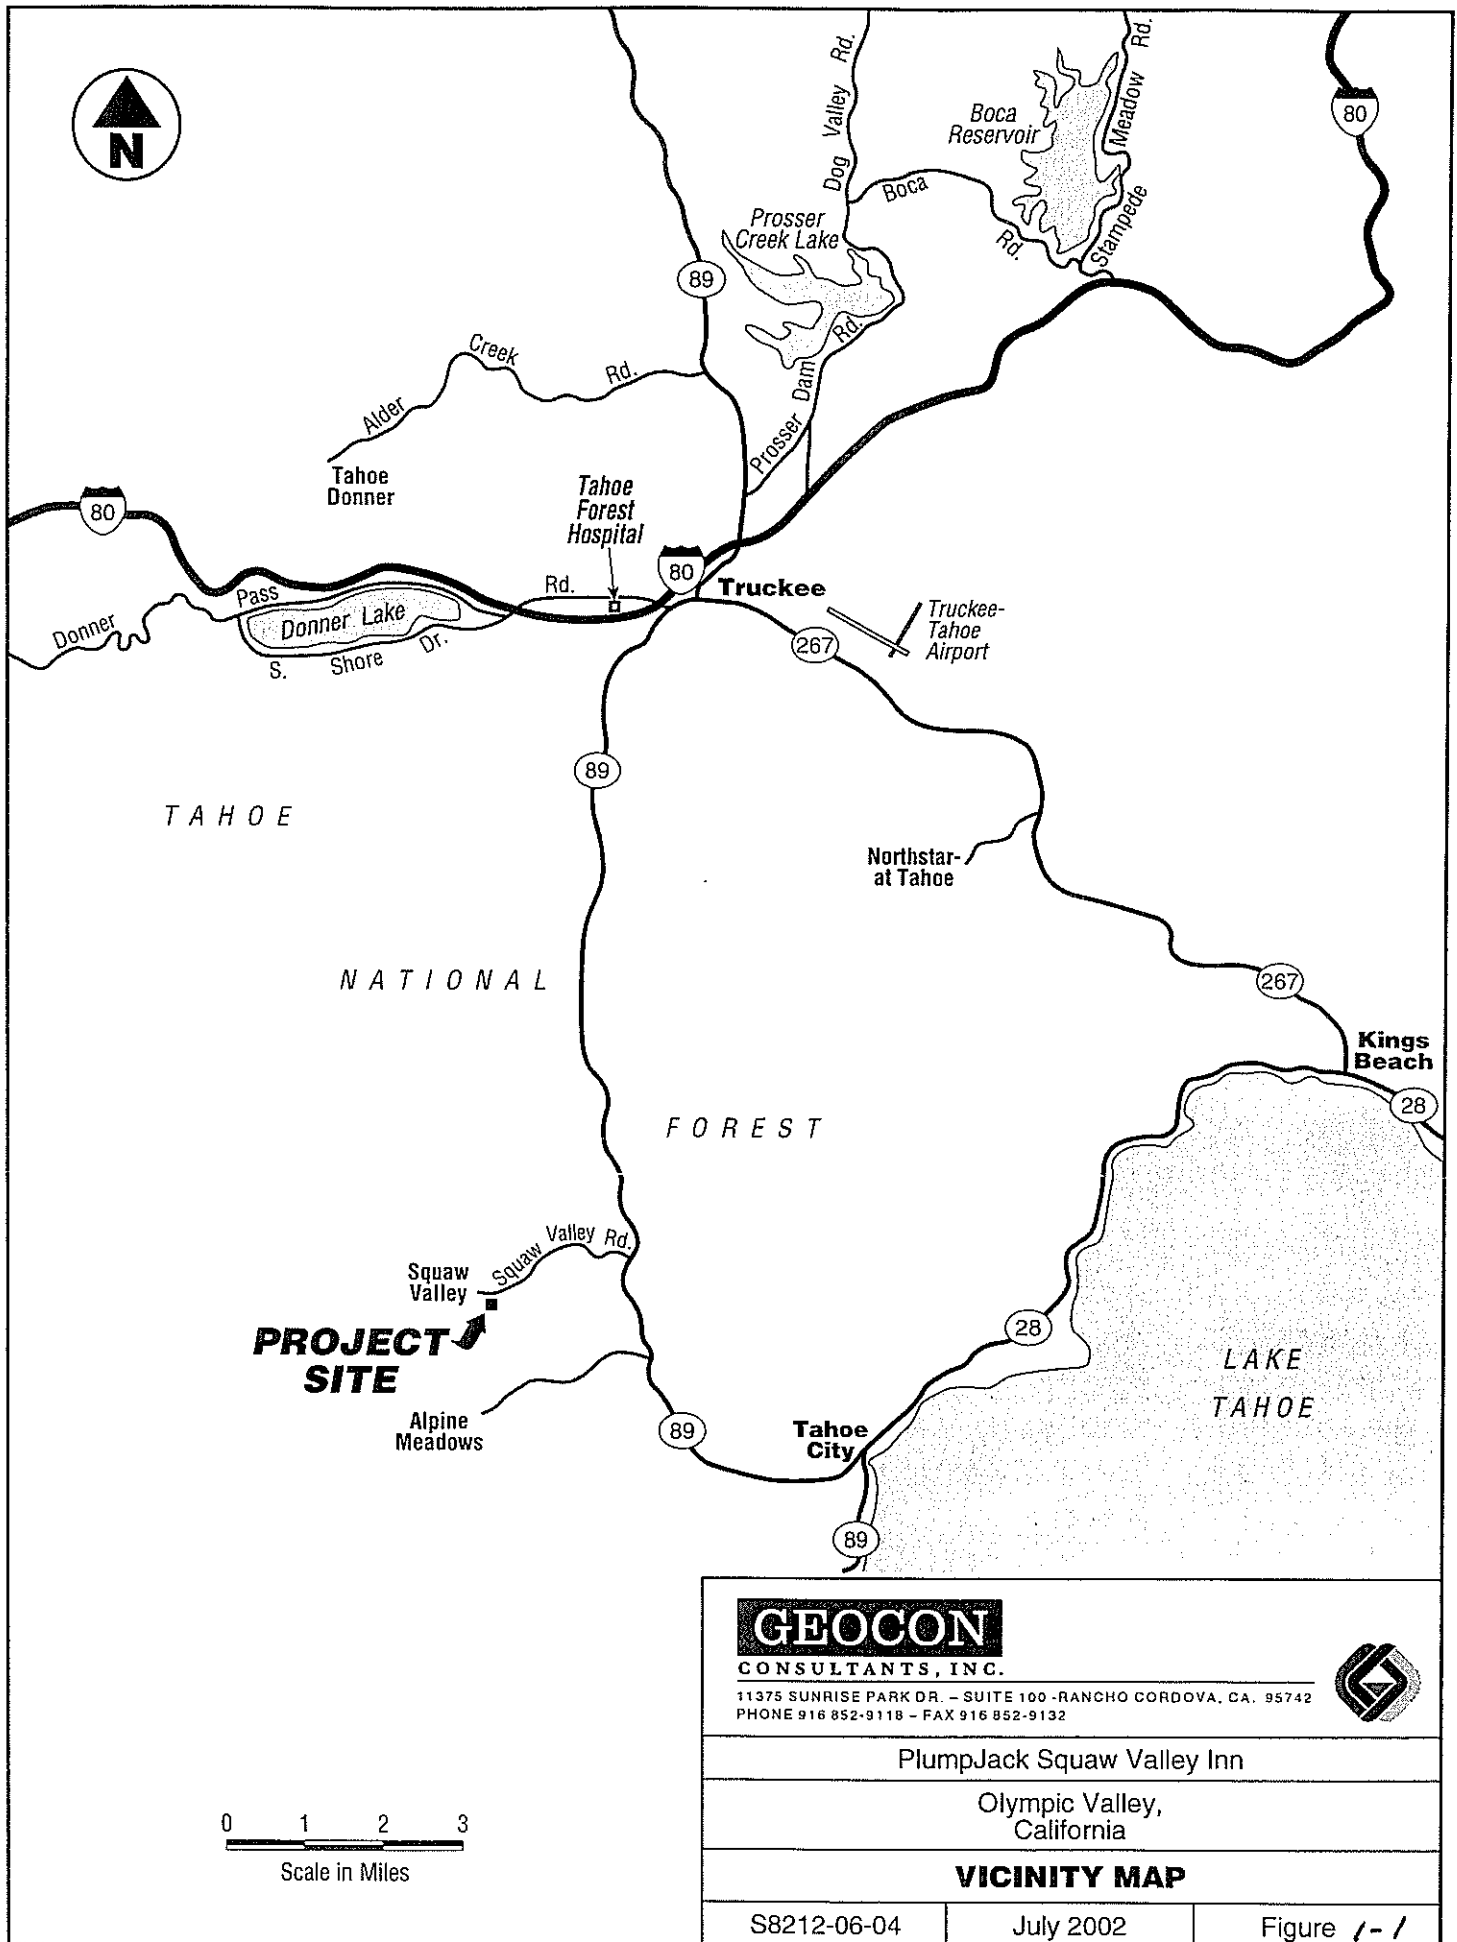 N
Dog Valley Rd.
Meadow Rd.
80
Boca
Reservoir
Boca
Rd.
Stampede
Prosser
Creek Lake
89
Creek
Rd.
Alder
Prosser Dam Rd.
Tahoe
Donner
Tahoe
Forest
Hospital
80
80
Truckee
Rd.
Pass
Donner
Donner Lake
S. Shore Dr.
Truckee-
Tahoe
Airport
267
89
TAHOE
Northstar-
at Tahoe
NATIONAL
267
Kings
Beach
28
FOREST
Squaw Valley Rd.
Squaw
Valley
PROJECT
SITE
28
LAKE
TAHOE
Alpine
Meadows
89
Tahoe
City
89
GEOCON
CONSULTANTS, INC.
11375 SUNRISE PARK DR. – SUITE 100 -RANCHO CORDOVA, CA. 95742
PHONE 916 852-9118 – FAX 916 852-9132
PlumpJack Squaw Valley Inn
Olympic Valley,
California
VICINITY MAP
S8212-06-04 July 2002 Figure 1-1
0 1 2 3
Scale in Miles